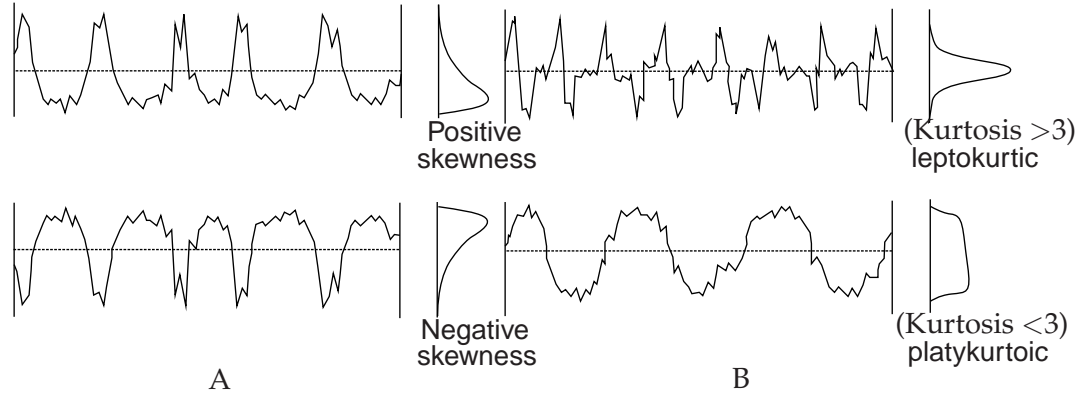 Positive
skewness
(Kurtosis >3)
leptokurtic
Negative
skewness
(Kurtosis <3)
platykurtoic
A
B